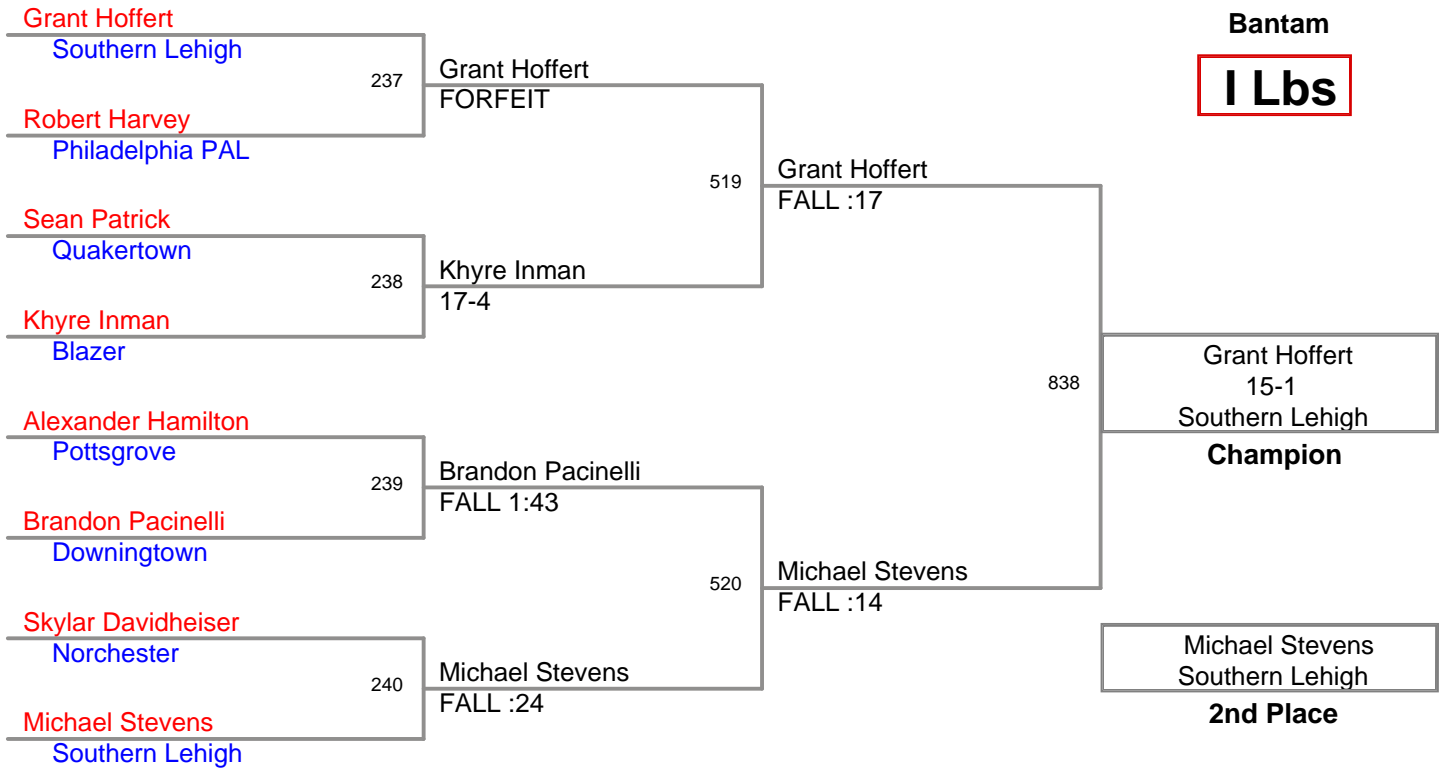 Grant Hoffert
Southern Lehigh
237
Robert Harvey
Philadelphia PAL
Sean Patrick
Quakertown
238
Khyre Inman
Blazer
Alexander Hamilton
Pottsgrove
239
Brandon Pacinelli
Downingtown
Skylar Davidheiser
Norchester
240
Michael Stevens
Southern Lehigh
Grant Hoffert
FORFEIT
519
Khyre Inman
17-4
Brandon Pacinelli
FALL 1:43
520
Michael Stevens
FALL :24
Grant Hoffert
FALL :17
838
Michael Stevens
FALL :14
Bantam
I Lbs
Grant Hoffert
15-1
Southern Lehigh
Champion
Michael Stevens
Southern Lehigh
2nd Place